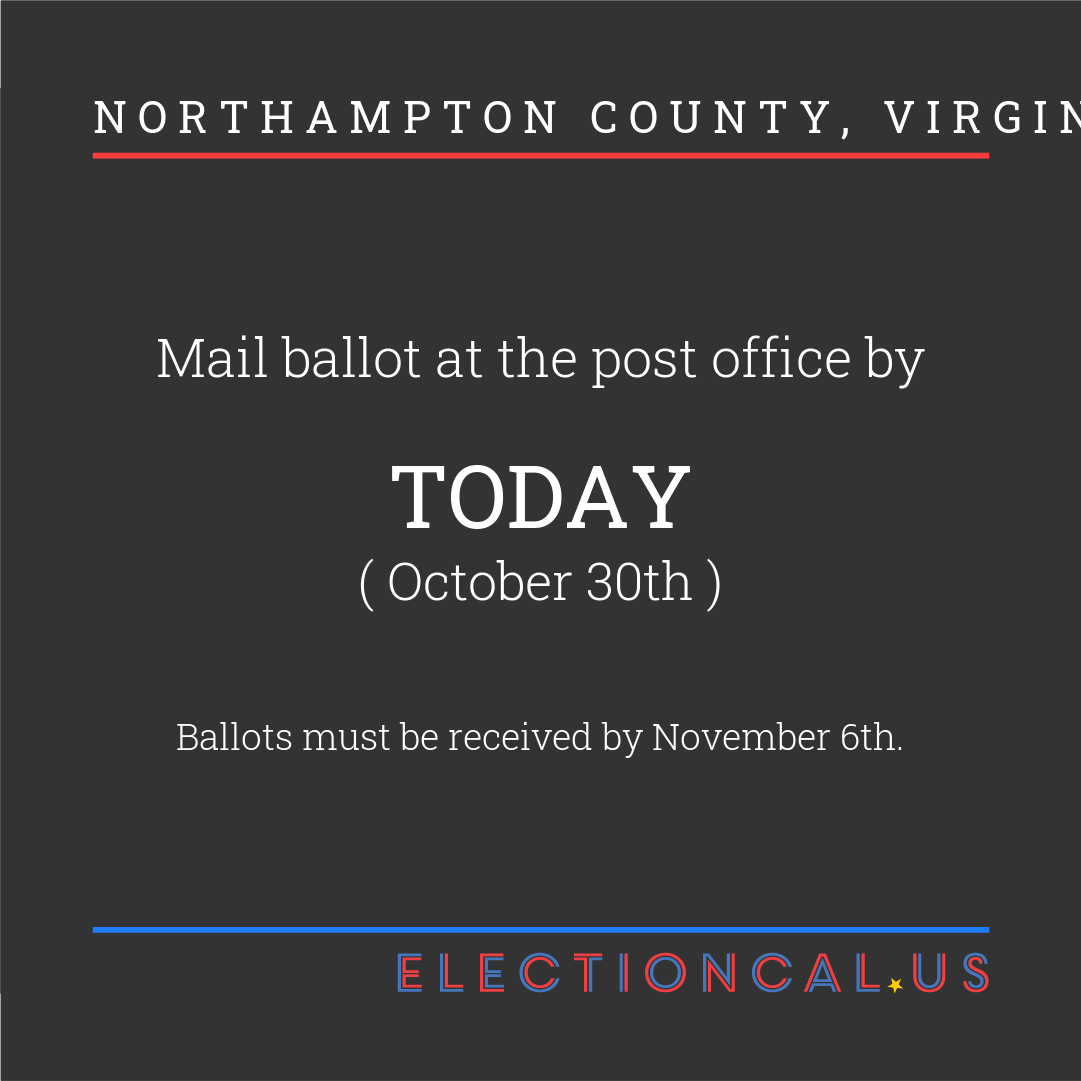 NORTHAMPTON COUNTY, VIRGIN
Mail ballot at the post office by
TODAY
( October 30th )
Ballots must be received by November 6th.
ELECTIONCAL.US